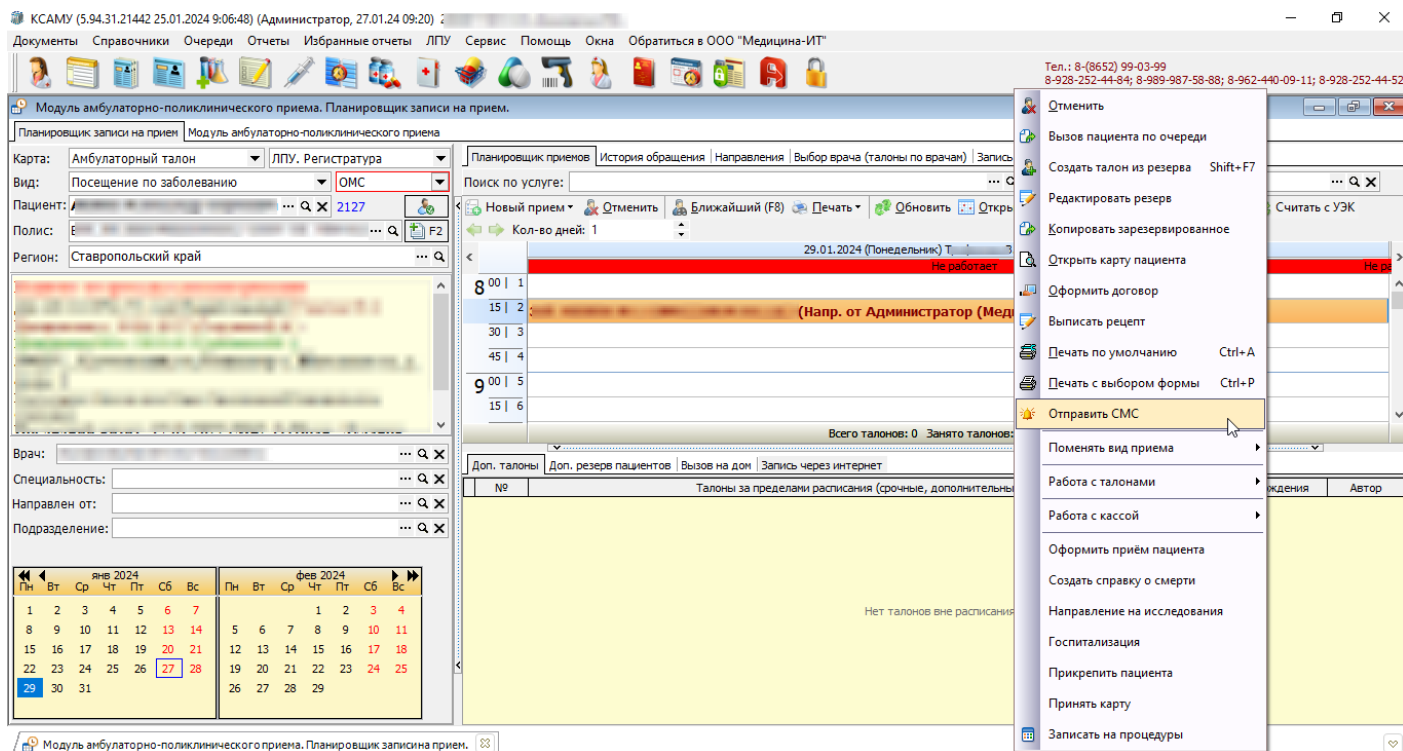 КСАМУ (5.94.31.21442 25.01.2024 9:06:48) (Администратор, 27.01.24 09:20)
Документы Справочники Очереди Отчеты Избранные отчеты ЛПУ Сервис Помощь Окна Обратиться в ООО "Медицина-ИТ"
Тел.: 8-(8652) 99-03-99
8-928-252-44-84; 8-989-987-58-88; 8-962-440-09-11; 8-928-252-44-52
Модуль амбулаторно-поликлинического приема. Планировщик записи на прием.
Планировщик записи на прием Модуль амбулаторно-поликлинического приема
Карта: Амбулаторный талон ЛПУ. Регистратура
Вид: Посещение по заболеванию ОМС
Пациент: 2127
Полис: F2
Регион: Ставропольский край
Врач:
Специальность:
Направлен от:
Подразделение:
янв 2024 фев 2024
Пн Вт Ср Чт Пт Сб Вс Пн Вт Ср Чт Пт Сб Вс
1 2 3 4 5 6 7 1 2 3 4
8 9 10 11 12 13 14 5 6 7 8 9 10 11
15 16 17 18 19 20 21 12 13 14 15 16 17 18
22 23 24 25 26 27 28 19 20 21 22 23 24 25
29 30 31 26 27 28 29
Планировщик приемов История обращения Направления Выбор врача (талоны по врачам) Запись
Поиск по услуге:
Новый прием Отменить Ближайший (F8) Печать Обновить Откры Считать с УЭК
Кол-во дней: 1
29.01.2024 (Понедельник)
Не работает Не ра
8 00 | 1
15 | 2 (Напр. от Администратор (Меди
30 | 3
45 | 4
9 00 | 5
15 | 6
Всего талонов: 0 Занято талонов:
Доп. талоны Доп. резерв пациентов Вызов на дом Запись через интернет
№ Талоны за пределами расписания (срочные, дополнительны ждения Автор
Нет талонов вне расписания
Отменить
Вызов пациента по очереди
Создать талон из резерва Shift+F7
Редактировать резерв
Копировать зарезервированное
Открыть карту пациента
Оформить договор
Выписать рецепт
Печать по умолчанию Ctrl+A
Печать с выбором формы Ctrl+P
Отправить СМС
Поменять вид приема
Работа с талонами
Работа с кассой
Оформить приём пациента
Создать справку о смерти
Направление на исследования
Госпитализация
Прикрепить пациента
Принять карту
Записать на процедуры
Модуль амбулаторно-поликлинического приема. Планировщик записи на прием.